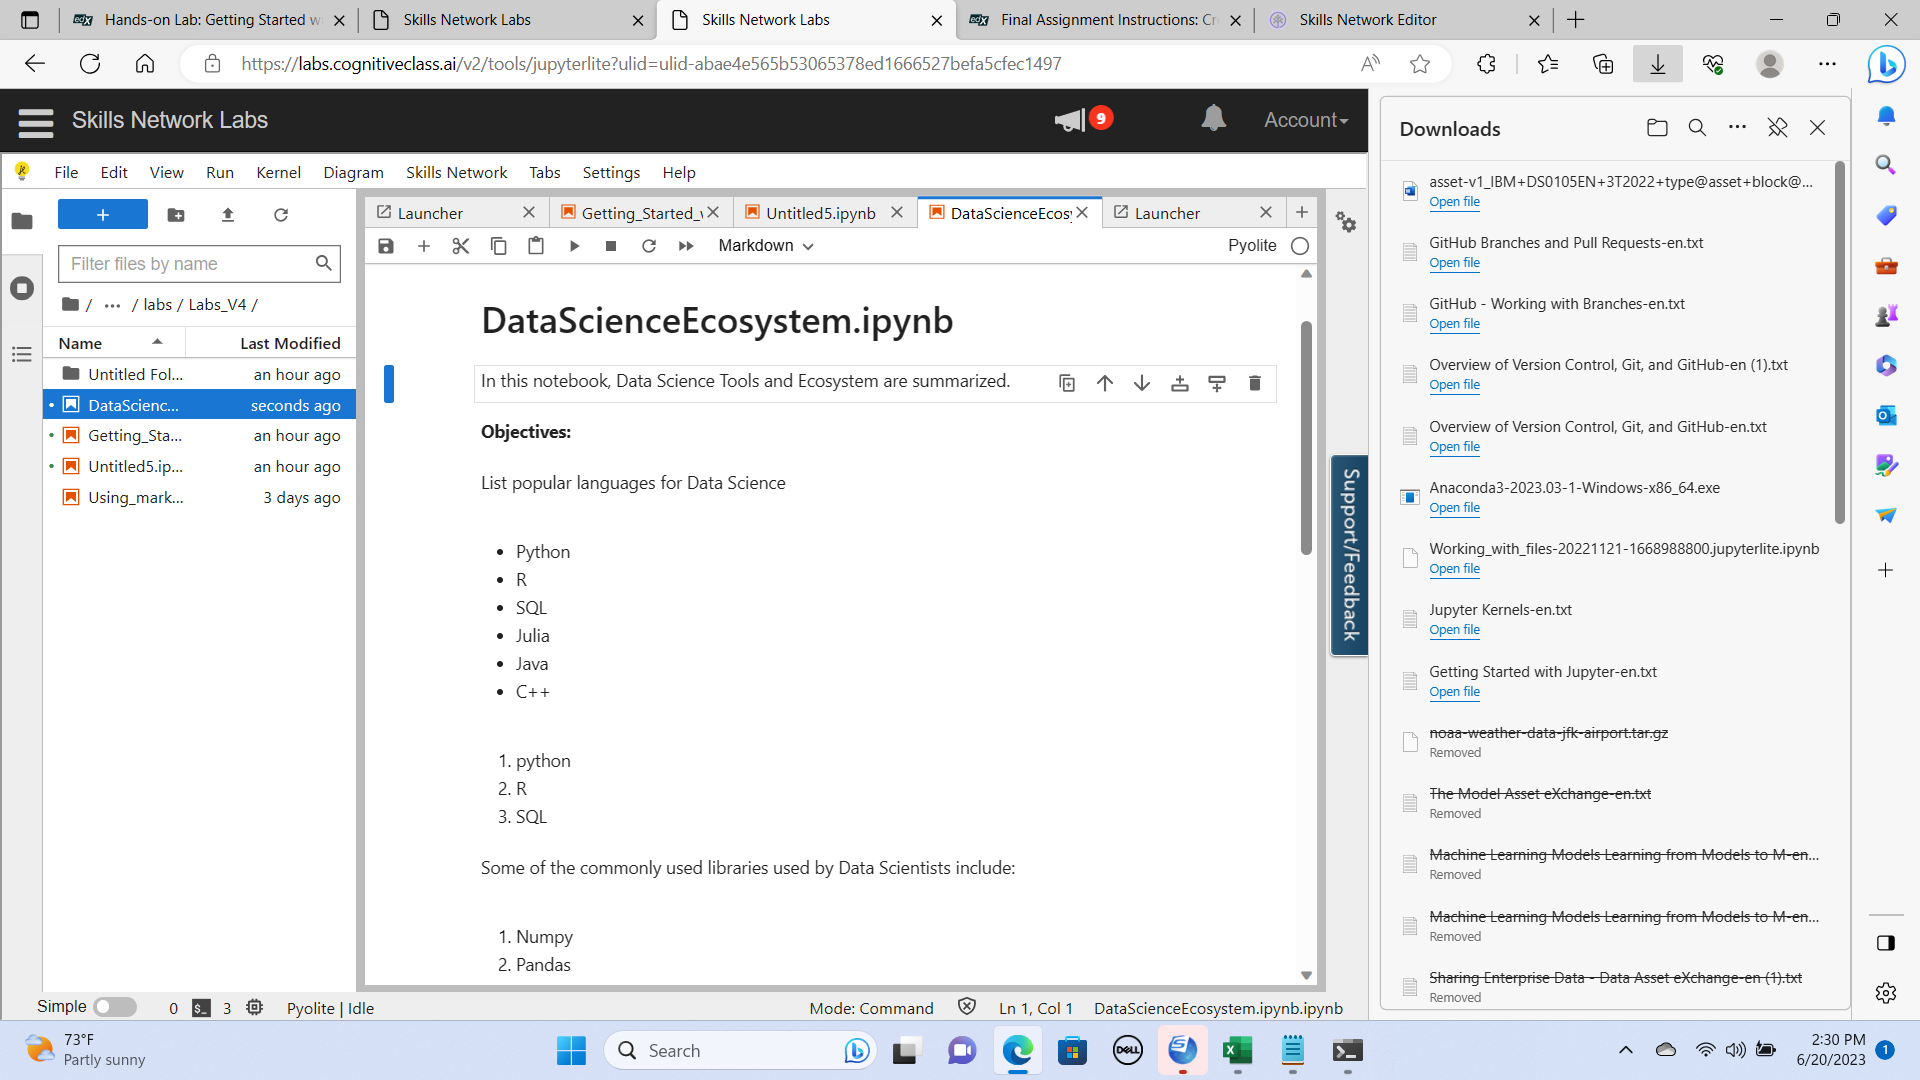 Hands-on Lab: Getting Started w
Skills Network Labs
Skills Network Labs
Final Assignment Instructions: Cr
Skills Network Editor
https://labs.cognitiveclass.ai/v2/tools/jupyterlite?ulid=ulid-abae4e565b53065378ed1666527befa5cfec1497
Skills Network Labs
9
Account
File Edit View Run Kernel Diagram Skills Network Tabs Settings Help
Filter files by name
/ ... / labs / Labs_V4 /
Name Last Modified
Untitled Fol... an hour ago
DataScienc... seconds ago
Getting_Sta... an hour ago
Untitled5.ip... an hour ago
Using_mark... 3 days ago
Launcher
Getting_Started_
Untitled5.ipynb
DataScienceEcosy
Launcher
Markdown
Pyolite
DataScienceEcosystem.ipynb
In this notebook, Data Science Tools and Ecosystem are summarized.
Objectives:
List popular languages for Data Science
• Python
• R
• SQL
• Julia
• Java
• C++
1. python
2. R
3. SQL
Some of the commonly used libraries used by Data Scientists include:
1. Numpy
2. Pandas
Support/Feedback
Simple 0 3 Pyolite | Idle Mode: Command Ln 1, Col 1 DataScienceEcosystem.ipynb.ipynb
Downloads
asset-v1_IBM+DS0105EN+3T2022+type@asset+block@...
Open file
GitHub Branches and Pull Requests-en.txt
Open file
GitHub - Working with Branches-en.txt
Open file
Overview of Version Control, Git, and GitHub-en (1).txt
Open file
Overview of Version Control, Git, and GitHub-en.txt
Open file
Anaconda3-2023.03-1-Windows-x86_64.exe
Open file
Working_with_files-20221121-1668988800.jupyterlite.ipynb
Open file
Jupyter Kernels-en.txt
Open file
Getting Started with Jupyter-en.txt
Open file
noaa-weather-data-jfk-airport.tar.gz
Removed
The Model Asset eXchange-en.txt
Removed
Machine Learning Models Learning from Models to M-en...
Removed
Machine Learning Models Learning from Models to M-en...
Removed
Sharing Enterprise Data - Data Asset eXchange-en (1).txt
Removed
73°F
Partly sunny
Search
DELL
2:30 PM
6/20/2023
1